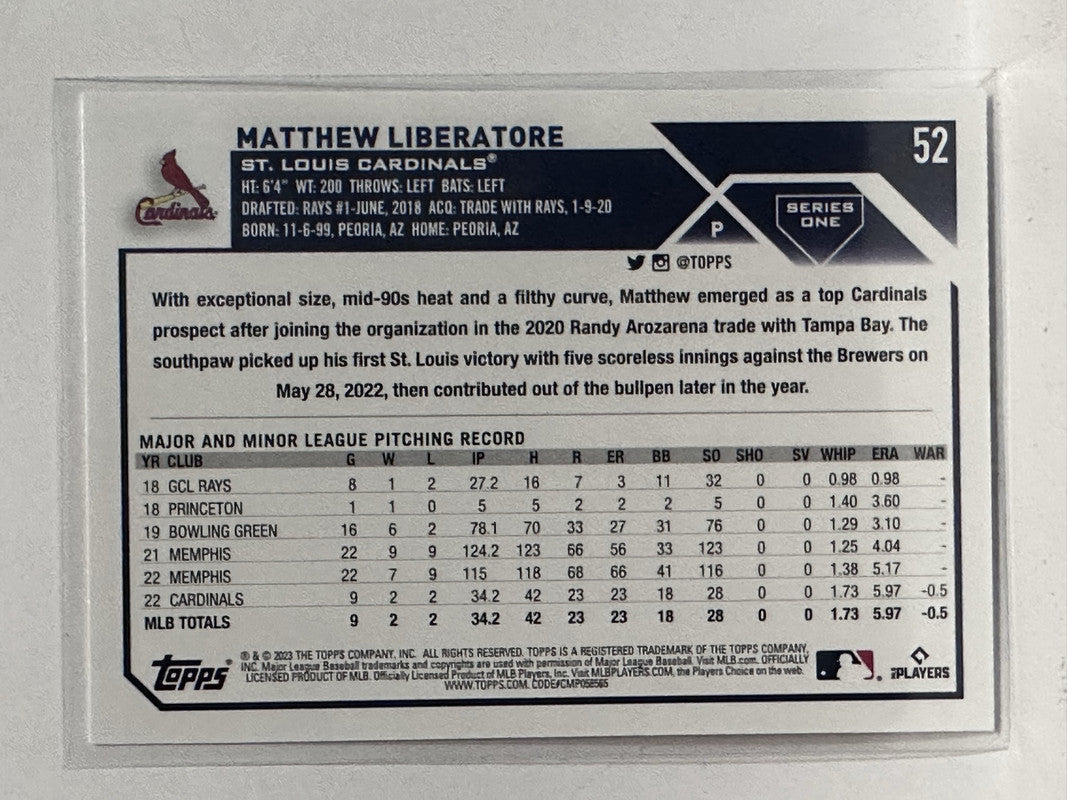 MATTHEW LIBERATORE
52
ST. LOUIS CARDINALS®
HT: 6'4" WT: 200 THROWS: LEFT BATS: LEFT
DRAFTED: RAYS #1-JUNE, 2018 ACQ: TRADE WITH RAYS, 1-9-20
BORN: 11-6-99, PEORIA, AZ HOME: PEORIA, AZ
Cardinals
P
SERIES
ONE
@TOPPS
With exceptional size, mid-90s heat and a filthy curve, Matthew emerged as a top Cardinals
prospect after joining the organization in the 2020 Randy Arozarena trade with Tampa Bay. The
southpaw picked up his first St. Louis victory with five scoreless innings against the Brewers on
May 28, 2022, then contributed out of the bullpen later in the year.
MAJOR AND MINOR LEAGUE PITCHING RECORD
YR CLUB G W L IP H R ER BB SO SHO SV WHIP ERA WAR
18 GCL RAYS 8 1 2 27.2 16 7 3 11 32 0 0 0.98 0.98 -
18 PRINCETON 1 1 0 5 5 2 2 2 5 0 0 1.40 3.60 -
19 BOWLING GREEN 16 6 2 78.1 70 33 27 31 76 0 0 1.29 3.10 -
21 MEMPHIS 22 9 9 124.2 123 66 56 33 123 0 0 1.25 4.04 -
22 MEMPHIS 22 7 9 115 118 68 66 41 116 0 0 1.38 5.17 -
22 CARDINALS 9 2 2 34.2 42 23 23 18 28 0 0 1.73 5.97 -0.5
MLB TOTALS 9 2 2 34.2 42 23 23 18 28 0 0 1.73 5.97 -0.5
Topps
® & © 2023 THE TOPPS COMPANY, INC. ALL RIGHTS RESERVED. TOPPS IS A REGISTERED TRADEMARK OF THE TOPPS COMPANY,
INC. Major League Baseball trademarks and copyrights are used with permission of Major League Baseball. Visit MLB.com. OFFICIALLY
LICENSED PRODUCT OF MLB. Officially Licensed Product of MLB Players, Inc. Visit MLBPLAYERS.COM, the Players Choice on the web.
WWW.TOPPS.COM. CODE#CMP058565
MLB PLAYERS